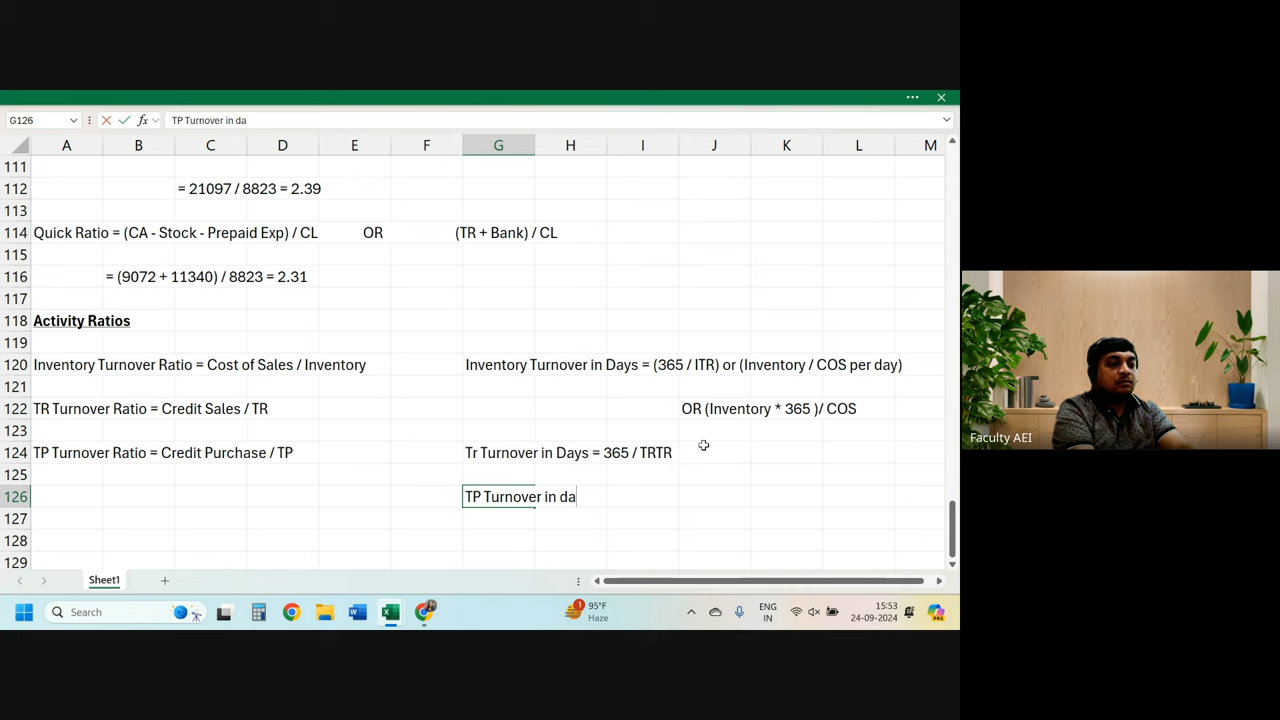 G126 fx TP Turnover in da
A B C D E F G H I J K L M
111
112 = 21097 / 8823 = 2.39
113
114 Quick Ratio = (CA - Stock - Prepaid Exp) / CL OR (TR + Bank) / CL
115
116 = (9072 + 11340) / 8823 = 2.31
117
118 Activity Ratios
119
120 Inventory Turnover Ratio = Cost of Sales / Inventory Inventory Turnover in Days = (365 / ITR) or (Inventory / COS per day)
121
122 TR Turnover Ratio = Credit Sales / TR OR (Inventory * 365 )/ COS
123
124 TP Turnover Ratio = Credit Purchase / TP Tr Turnover in Days = 365 / TRTR
125
126 TP Turnover in da
127
128
129
Sheet1
Faculty AEI
Search
95°F
Haze
ENG
IN
15:53
24-09-2024